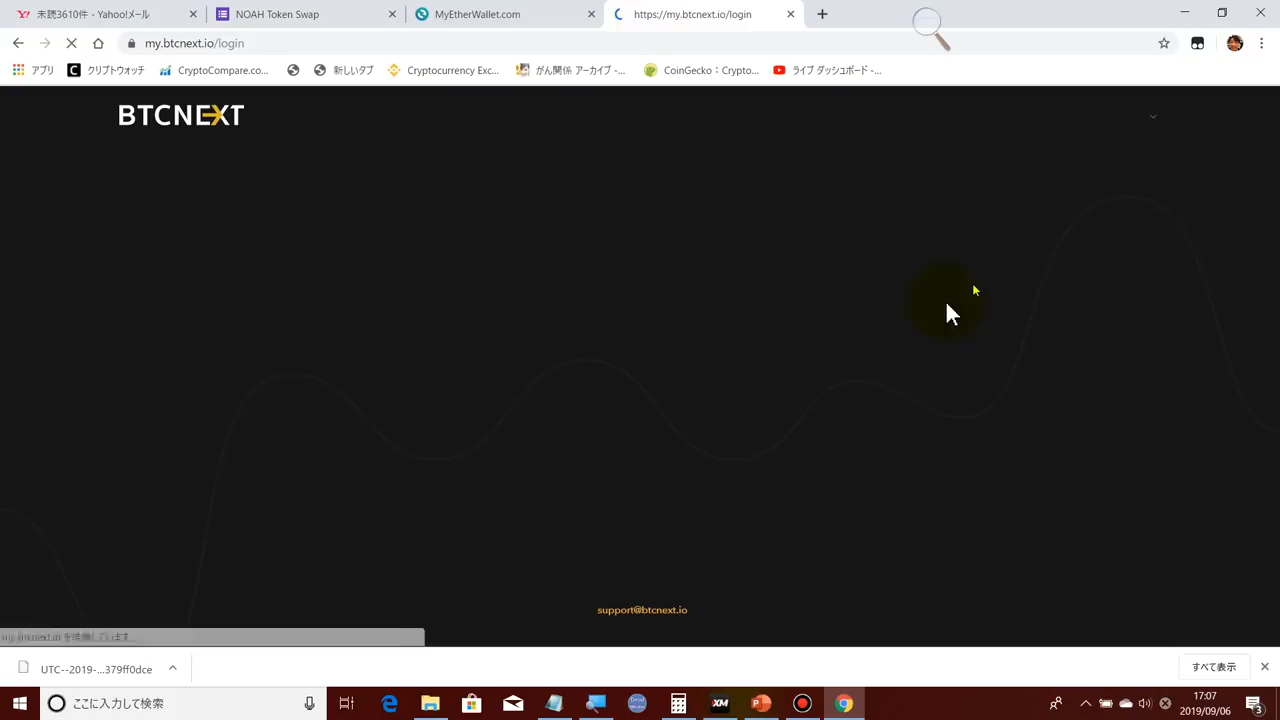 未読3610件 - Yahoo!メール
NOAH Token Swap
MyEtherWallet.com
https://my.btcnext.io/login
my.btcnext.io/login
アプリ
クリプトウォッチ
CryptoCompare.co...
新しいタブ
Cryptocurrency Exc...
がん関係 アーカイブ -...
CoinGecko：Crypto...
ライブ ダッシュボード -...
BTCNEXT
support@btcnext.io
UTC--2019-...379ff0dce
すべて表示
ここに入力して検索
XM
17:07
2019/09/06
3